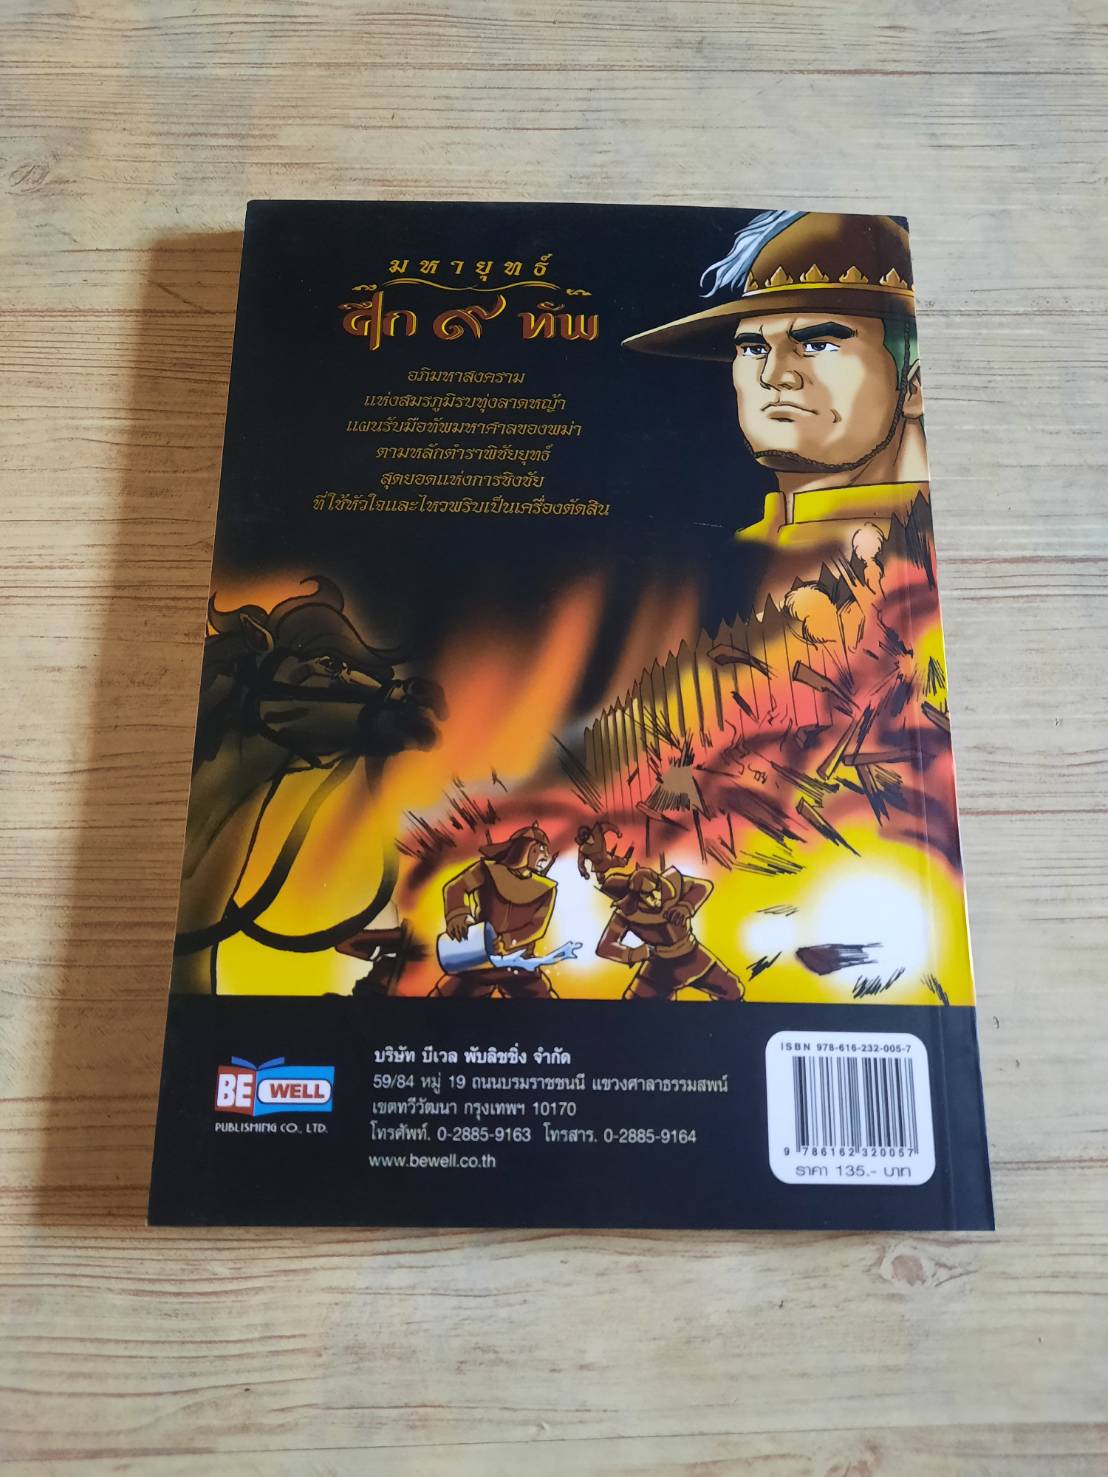 มหายุทธ์
ศึก ๙ ทัพ
อภิมหาสงคราม
แห่งสมรภูมิรบทุ่งลาดหญ้า
แผนรับมือทัพมหาศาลของพม่า
ตามหลักตำราพิชัยยุทธ์
สุดยอดแห่งการชิงชัย
ที่ใช้หัวใจและไหวพริบเป็นเครื่องตัดสิน
BE WELL
PUBLISHING CO., LTD.
บริษัท บีเวล พับลิชชิ่ง จำกัด
59/84 หมู่ 19 ถนนบรมราชชนนี แขวงศาลาธรรมสพน์
เขตทวีวัฒนา กรุงเทพฯ 10170
โทรศัพท์. 0-2885-9163 โทรสาร. 0-2885-9164
www.bewell.co.th
ISBN 978-616-232-005-7
9 786162 320057
ราคา 135.- บาท